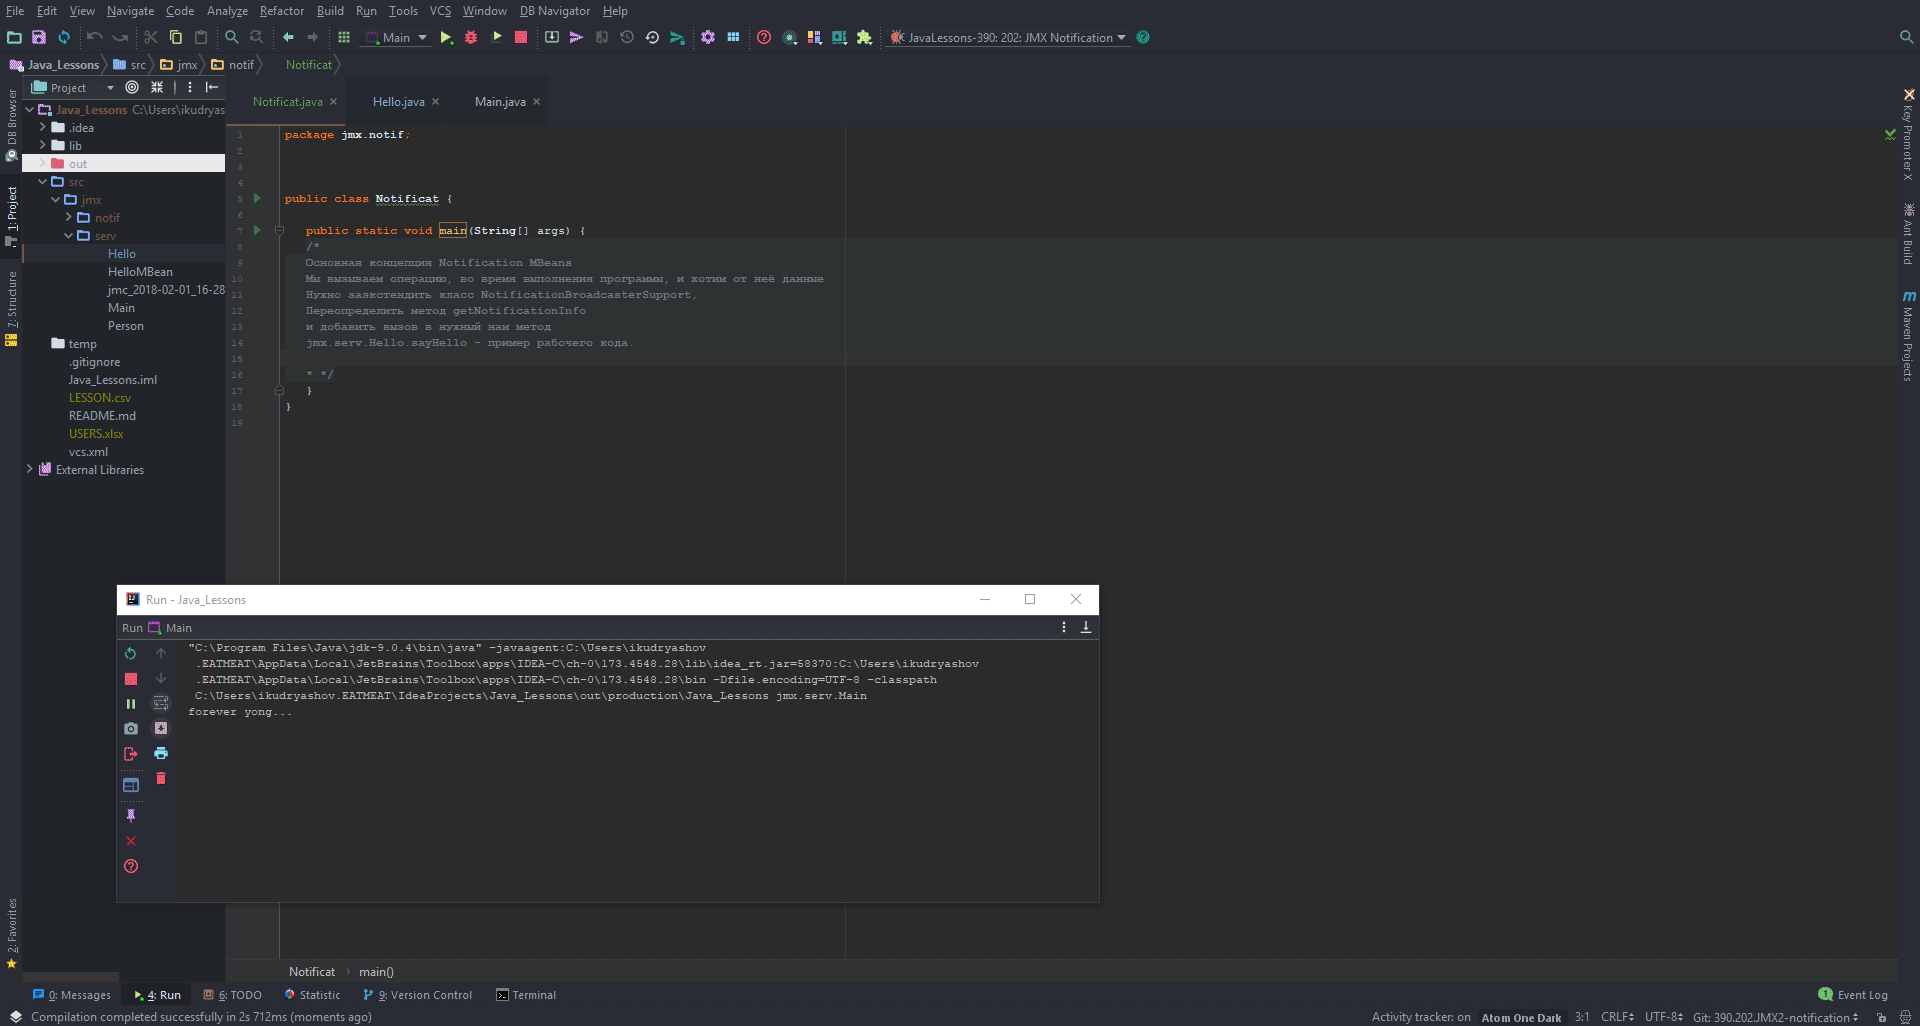 File Edit View Navigate Code Analyze Refactor Build Run Tools VCS Window DB Navigator Help
Main JavaLessons-390: 202: JMX Notification
Java_Lessons src jmx notif Notificat
Project
Notificat.java Hello.java Main.java
Java_Lessons C:\Users\ikudryas
.idea
lib
out
src
jmx
notif
serv
Hello
HelloMBean
jmc_2018-02-01_16-28
Main
Person
temp
.gitignore
Java_Lessons.iml
LESSON.csv
README.md
USERS.xlsx
vcs.xml
External Libraries
DB Browser
1: Project
7: Structure
2: Favorites
1 package jmx.notif;
2
3
4
5 public class Notificat {
6
7 public static void main(String[] args) {
8 /*
9 Основная концепция Notification MBeans
10 Мы вызываем операцию, во время выполнения программы, и хотим от неё данные
11 Нужно заэкстендить класс NotificationBroadcasterSupport,
12 Переопределить метод getNotificationInfo
13 и добавить вызов в нужный нам метод
14 jmx.serv.Hello.sayHello - пример рабочего кода.
15
16 * */
17 }
18 }
19
Key Promoter X
Ant Build
m Maven Projects
Run - Java_Lessons
Run Main
"C:\Program Files\Java\jdk-9.0.4\bin\java" -javaagent:C:\Users\ikudryashov
.EATMEAT\AppData\Local\JetBrains\Toolbox\apps\IDEA-C\ch-0\173.4548.28\lib\idea_rt.jar=58370:C:\Users\ikudryashov
.EATMEAT\AppData\Local\JetBrains\Toolbox\apps\IDEA-C\ch-0\173.4548.28\bin -Dfile.encoding=UTF-8 -classpath
C:\Users\ikudryashov.EATMEAT\IdeaProjects\Java_Lessons\out\production\Java_Lessons jmx.serv.Main
forever yong...
Notificat main()
0: Messages 4: Run 6: TODO Statistic 9: Version Control Terminal 1 Event Log
Compilation completed successfully in 2s 712ms (moments ago) Activity tracker: on Atom One Dark 3:1 CRLF UTF-8 Git: 390.202.JMX2-notification